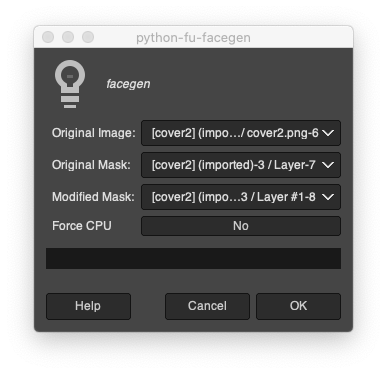 python-fu-facegen
facegen
Original Image: [cover2] (impo.../ cover2.png-6
Original Mask: [cover2] (imported)-3 / Layer-7
Modified Mask: [cover2] (impo...3 / Layer #1-8
Force CPU No
Help Cancel OK